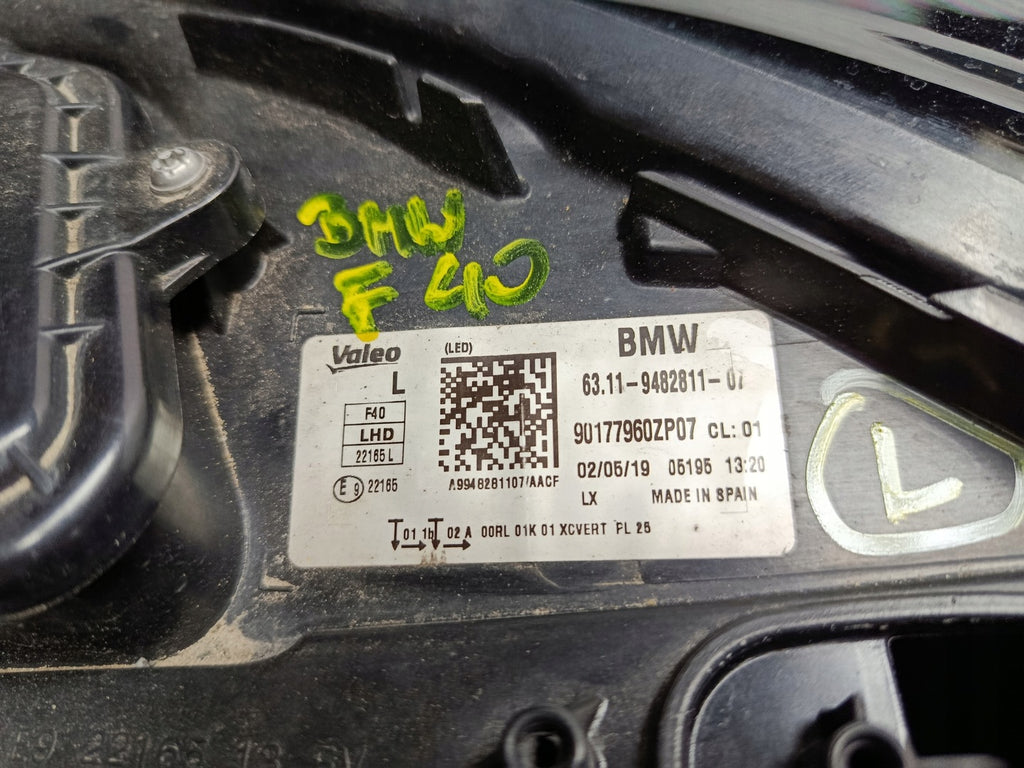 BMW
F40
Valeo
(LED)
BMW
L
63.11-9482811-07
F40
LHD
22165 L
90177960ZP07 CL: 01
02/05/19 05195 13:20
E9 22165
A9948281107/AACF
LX MADE IN SPAIN
01 1b 02 A 00RL 01K 01 XCVERT PL 25
L